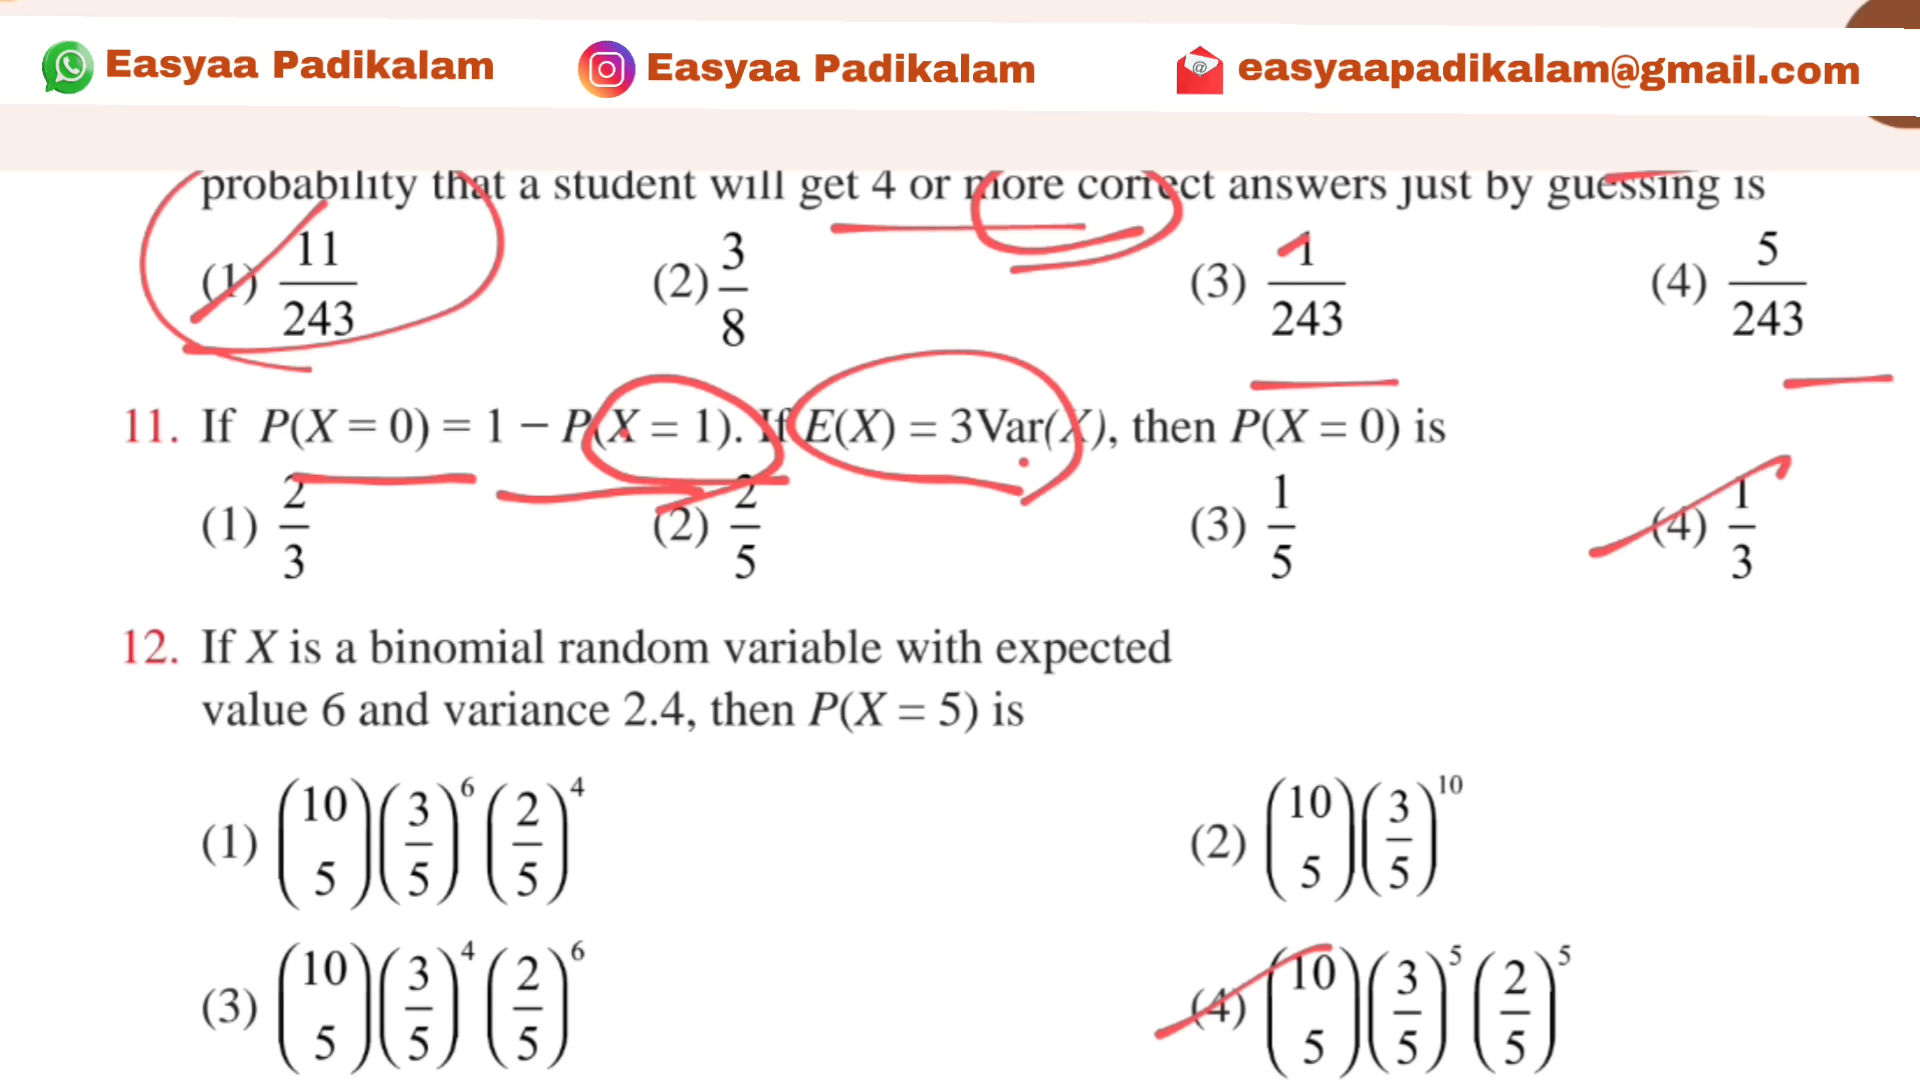 Easyaa Padikalam Easyaa Padikalam easyaapadikalam@gmail.com
probability that a student will get 4 or more correct answers just by guessing is
(1) 11/243 (2) 3/8 (3) 1/243 (4) 5/243
11. If P(X = 0) = 1 − P(X = 1). If E(X) = 3Var(X), then P(X = 0) is
(1) 2/3 (2) 2/5 (3) 1/5 (4) 1/3
12. If X is a binomial random variable with expected
value 6 and variance 2.4, then P(X = 5) is
(1) (10 5) (3/5)^6 (2/5)^4 (2) (10 5) (3/5)^10
(3) (10 5) (3/5)^4 (2/5)^6 (4) (10 5) (3/5)^5 (2/5)^5